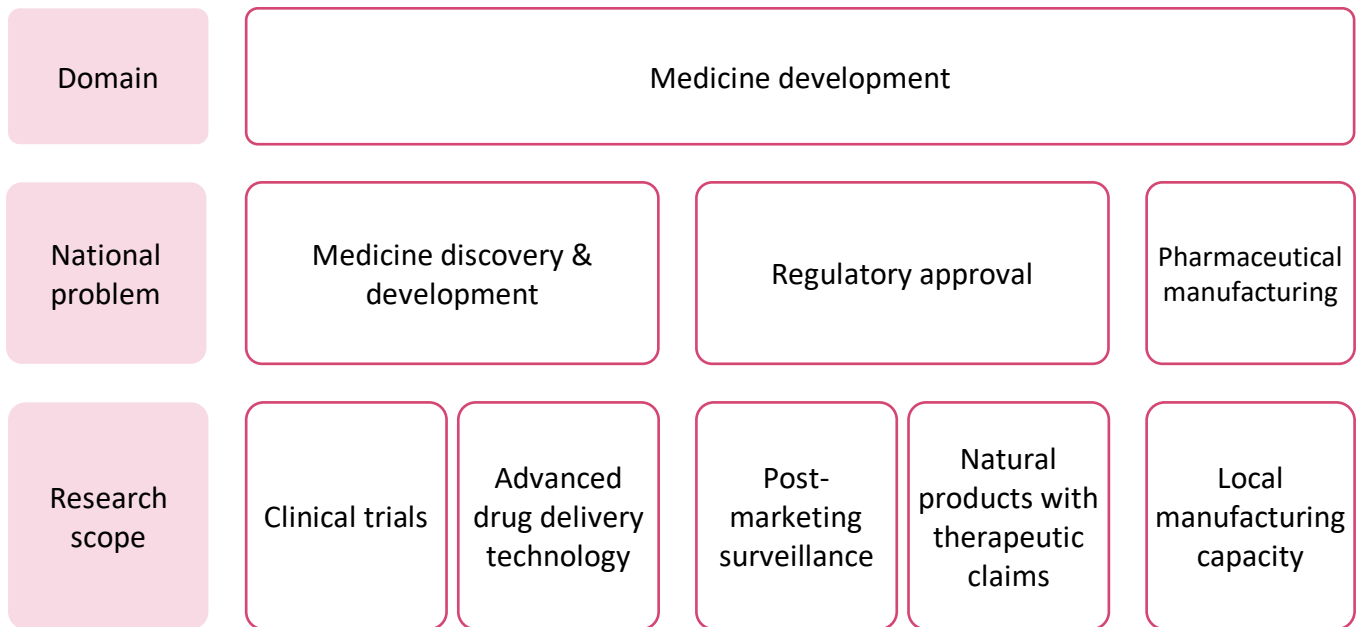 Domain
Medicine development
National
problem
Medicine discovery &
development
Regulatory approval
Pharmaceutical
manufacturing
Research
scope
Clinical trials
Advanced
drug delivery
technology
Post-
marketing
surveillance
Natural
products with
therapeutic
claims
Local
manufacturing
capacity